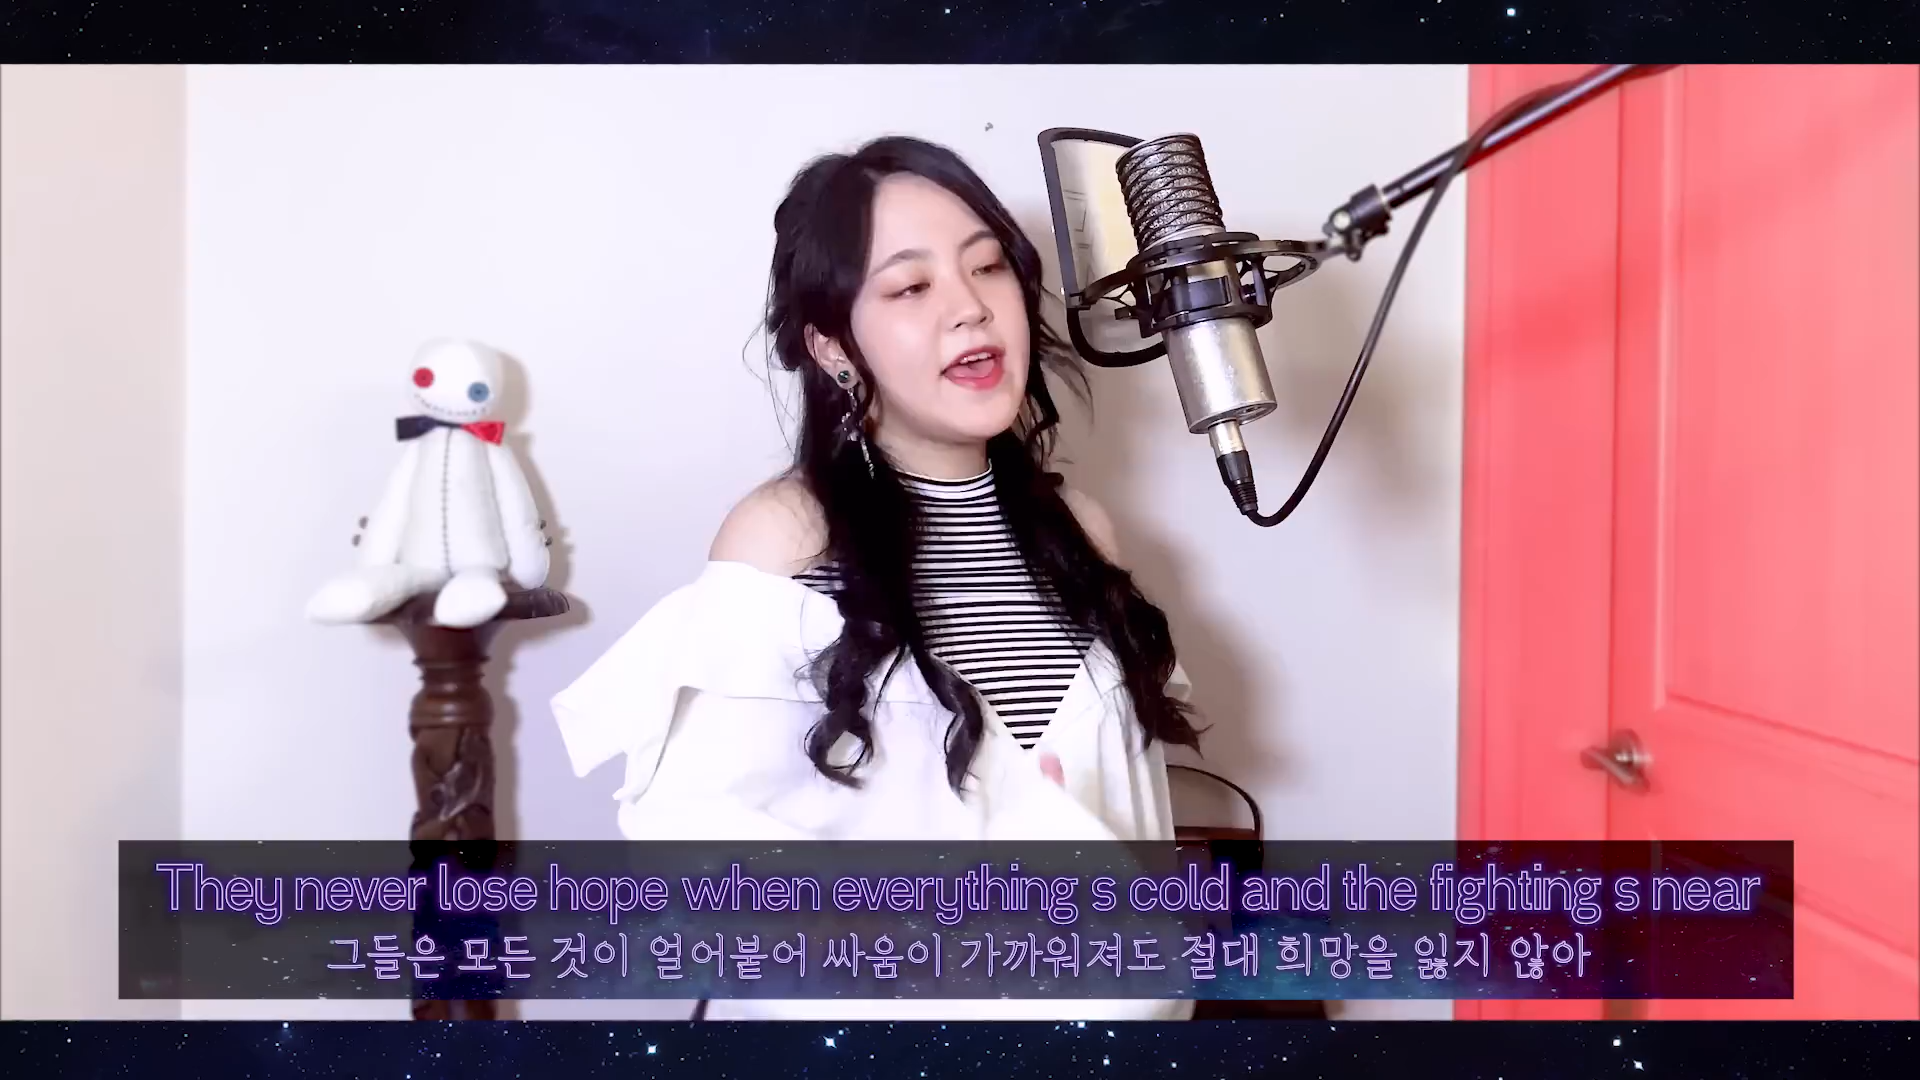 They never lose hope when everything s cold and the fighting s near
그들은 모든 것이 얼어붙어 싸움이 가까워져도 절대 희망을 잃지 않아